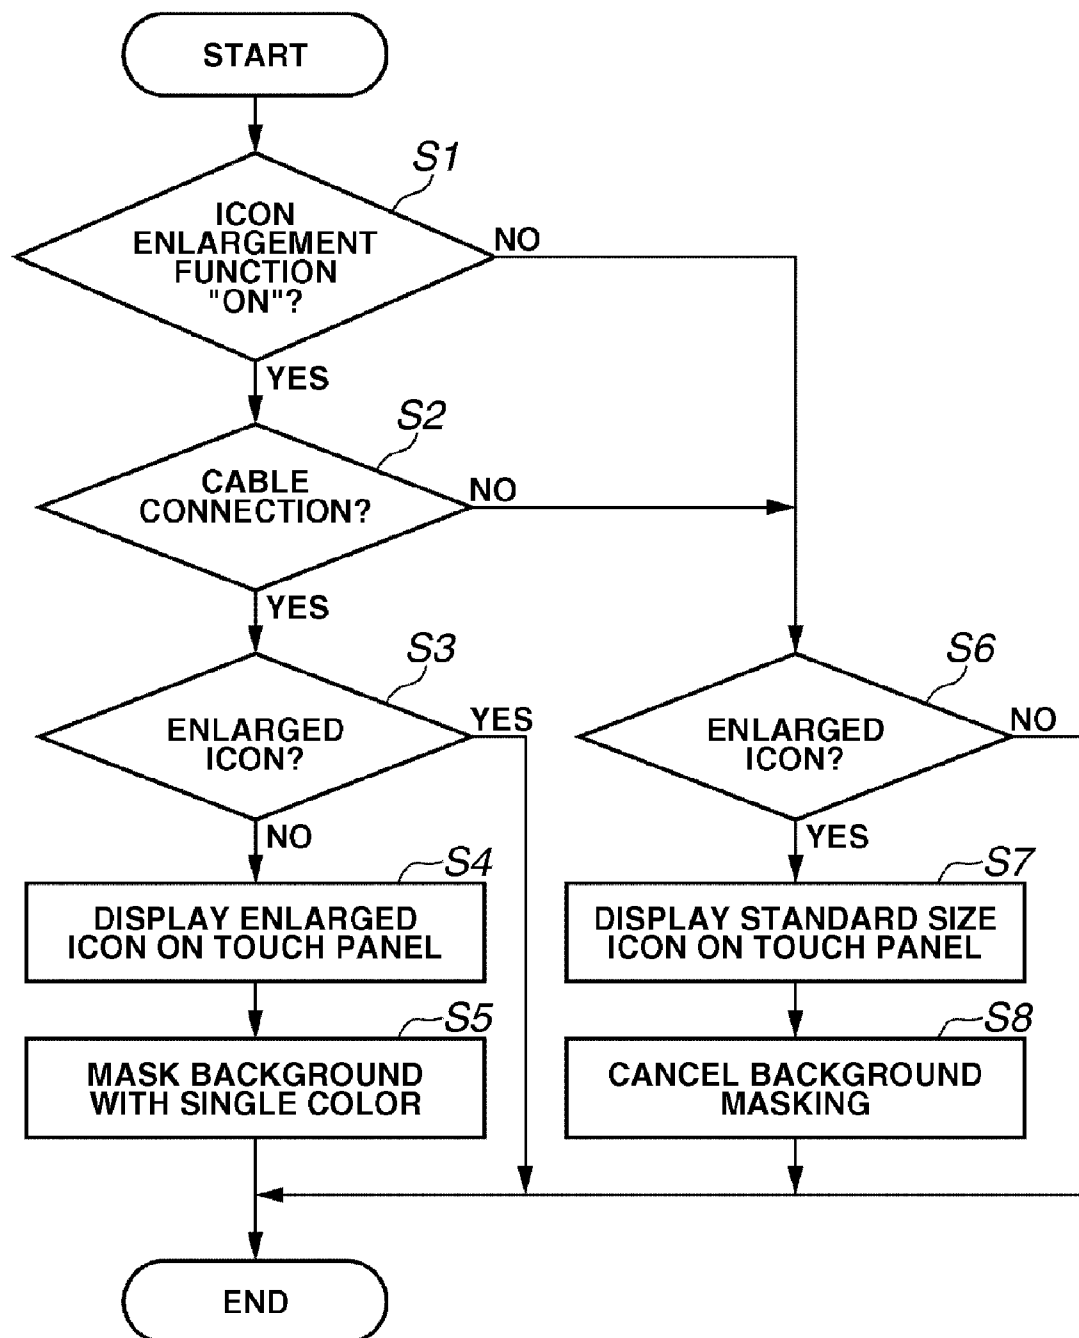 START
S1
ICON
ENLARGEMENT
FUNCTION
"ON"?
NO
YES
S2
CABLE
CONNECTION?
NO
YES
S3
ENLARGED
ICON?
YES
NO
S6
ENLARGED
ICON?
NO
YES
S4
DISPLAY ENLARGED
ICON ON TOUCH PANEL
S7
DISPLAY STANDARD SIZE
ICON ON TOUCH PANEL
S5
MASK BACKGROUND
WITH SINGLE COLOR
S8
CANCEL BACKGROUND
MASKING
END